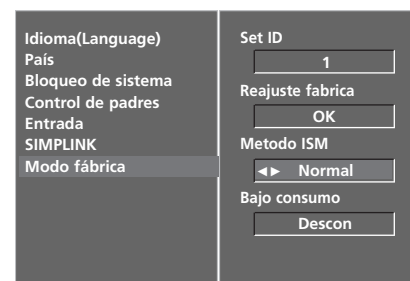 Idioma(Language)
País
Bloqueo de sistema
Control de padres
Entrada
SIMPLINK
Modo fábrica
Set ID
1
Reajuste fabrica
OK
Metodo ISM
◄► Normal
Bajo consumo
Descon